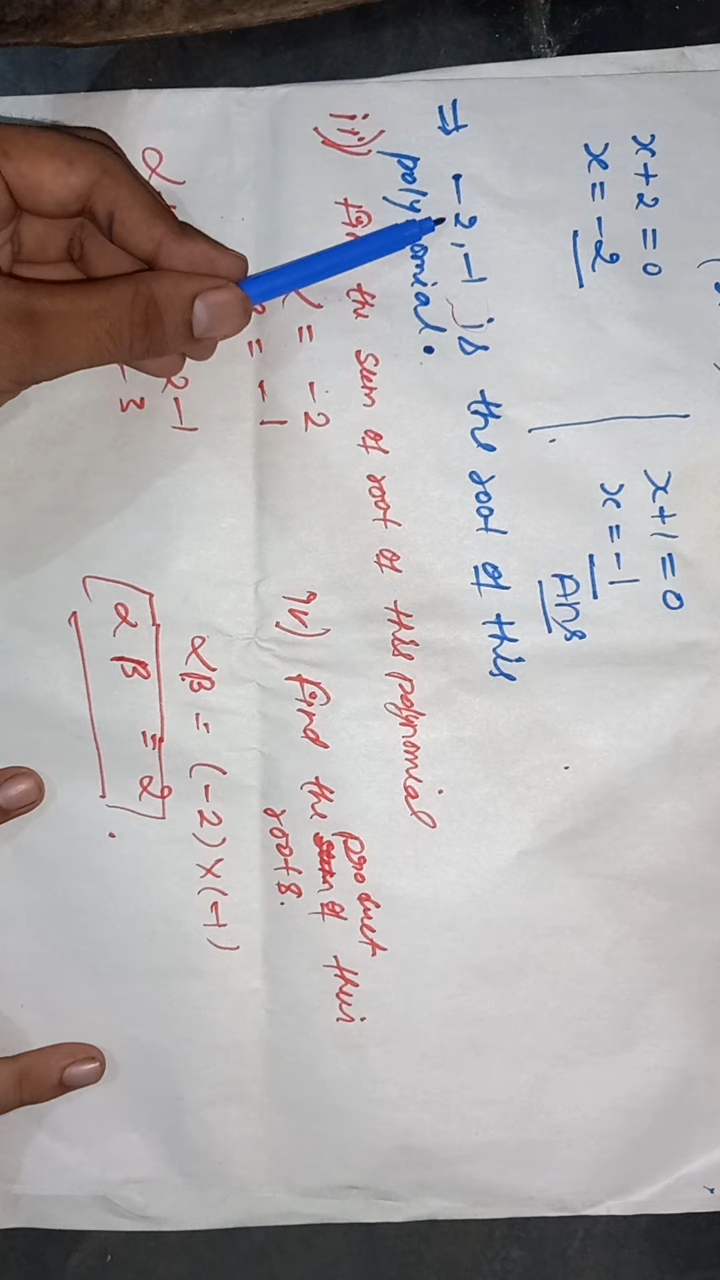 x+2=0
x=-2
x+1=0
x=-1
Ans
⇒ -2,-1 is the root of this
polynomial.
iii) the sum of root of this polynomial
= -2
= -1
2-1
-3
iv) find the product of their
roots.
αβ = (-2)×(-1)
αβ = 2